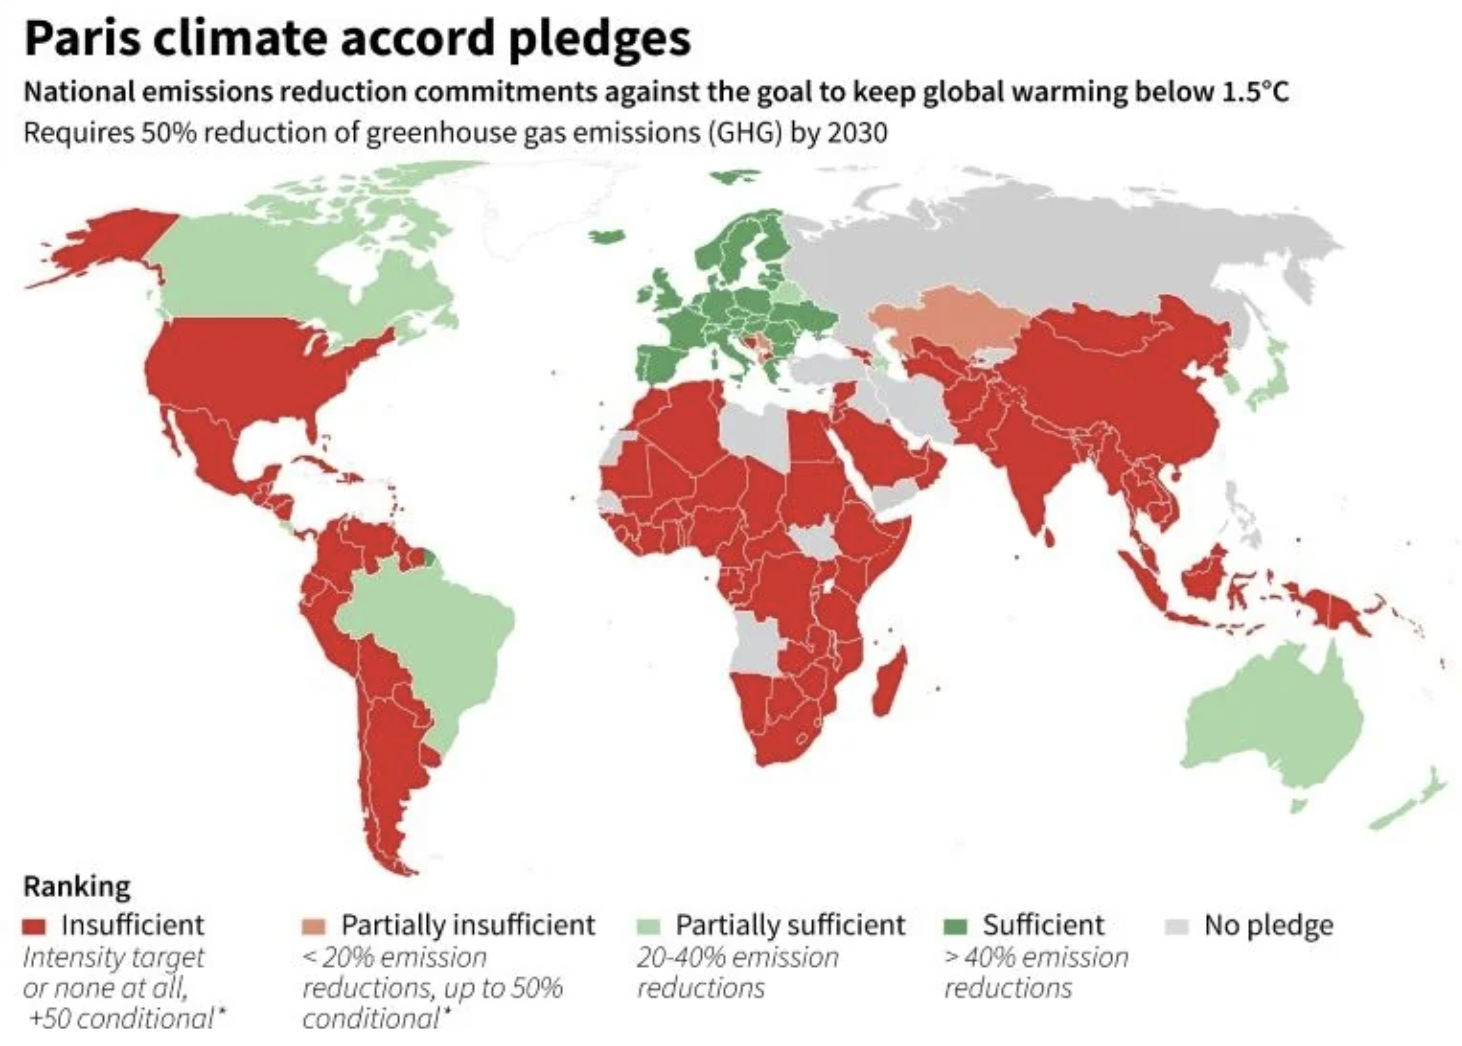 Paris climate accord pledges
National emissions reduction commitments against the goal to keep global warming below 1.5°C
Requires 50% reduction of greenhouse gas emissions (GHG) by 2030
Ranking
Insufficient
Intensity target
or none at all,
+50 conditional*
Partially insufficient
< 20% emission
reductions, up to 50%
conditional*
Partially sufficient
20-40% emission
reductions
Sufficient
> 40% emission
reductions
No pledge